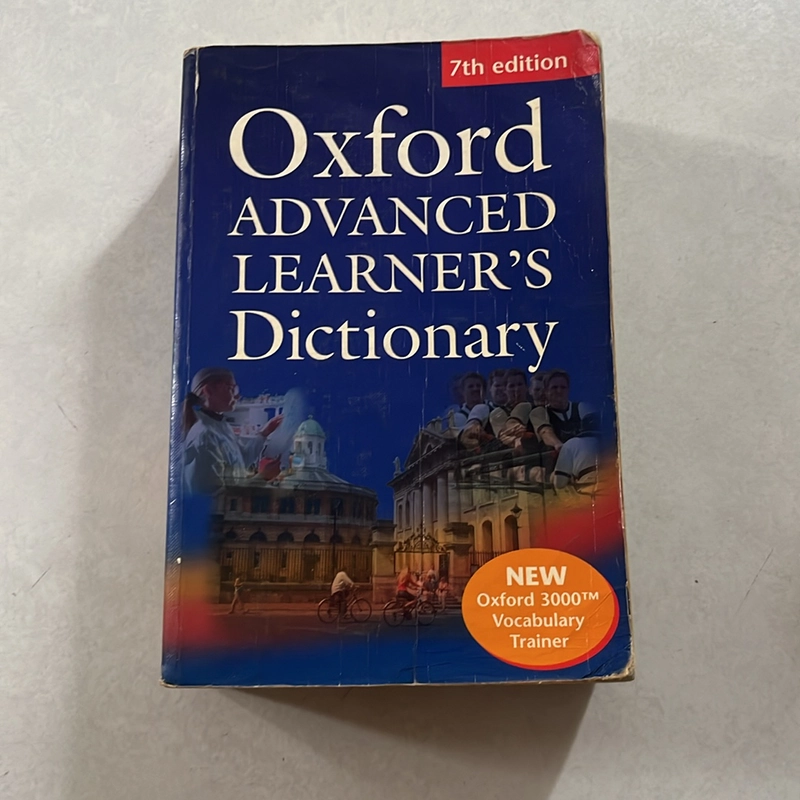 7th edition
Oxford
ADVANCED
LEARNER'S
Dictionary
NEW
Oxford 3000™
Vocabulary
Trainer